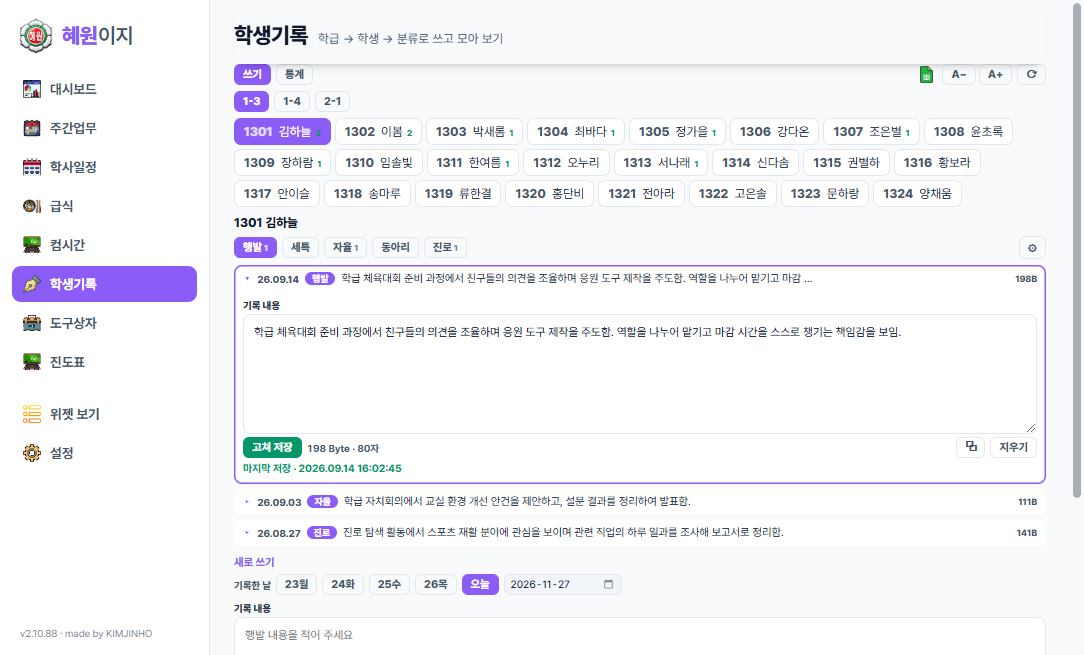 혜원이지
대시보드
주간업무
학사일정
급식
컴시간
학생기록
도구상자
진도표
위젯 보기
설정
v2.10.88 · made by KIMJINHO
학생기록 학급 → 학생 → 분류로 쓰고 모아 보기
쓰기 통계 A− A+
1-3 1-4 2-1
1301 김하늘 3 1302 이봄 2 1303 박새롬 1 1304 최바다 1 1305 정가을 1 1306 강다온 1307 조은별 1 1308 윤초록
1309 장하람 1 1310 임솔빛 1311 한여름 1 1312 오누리 1313 서나래 1 1314 신다솜 1315 권별하 1316 황보라
1317 안이슬 1318 송마루 1319 류한결 1320 홍단비 1321 전아라 1322 고은솔 1323 문하랑 1324 양채움
1301 김하늘
행발 1 세특 자율 1 동아리 진로 1
26.09.14 행발 학급 체육대회 준비 과정에서 친구들의 의견을 조율하며 응원 도구 제작을 주도함. 역할을 나누어 맡기고 마감 ... 198B
기록 내용
학급 체육대회 준비 과정에서 친구들의 의견을 조율하며 응원 도구 제작을 주도함. 역할을 나누어 맡기고 마감 시간을 스스로 챙기는 책임감을 보임.
고쳐 저장 198 Byte · 80자 지우기
마지막 저장 · 2026.09.14 16:02:45
26.09.03 자율 학급 자치회의에서 교실 환경 개선 안건을 제안하고, 설문 결과를 정리하여 발표함. 111B
26.08.27 진로 진로 탐색 활동에서 스포츠 재활 분야에 관심을 보이며 관련 직업의 하루 일과를 조사해 보고서로 정리함. 141B
새로 쓰기
기록한 날 23월 24화 25수 26목 오늘 2026-11-27
기록 내용
행발 내용을 적어 주세요